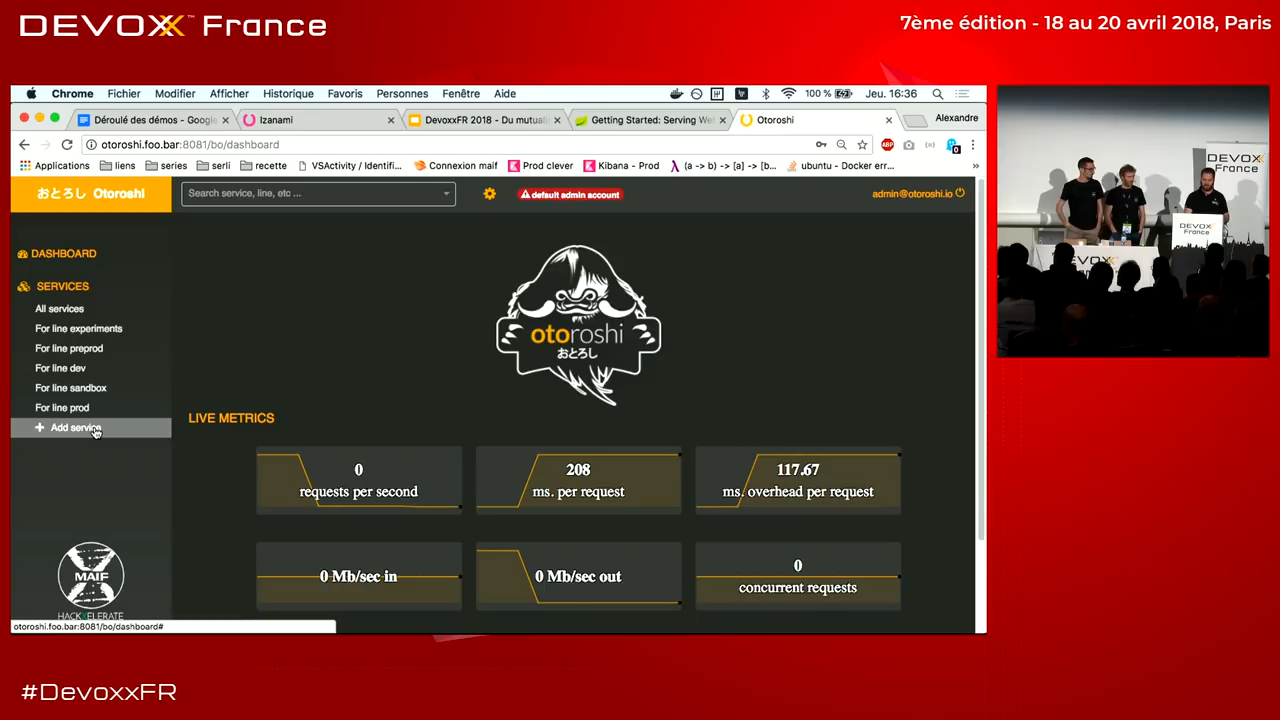 DEVOXX™ France
7ème édition - 18 au 20 avril 2018, Paris
Chrome Fichier Modifier Afficher Historique Favoris Personnes Fenêtre Aide
100 % Jeu. 16:36
Déroulé des démos - Google
Izanami
DevoxxFR 2018 - Du mutuali
Getting Started: Serving We
Otoroshi
Alexandre
otoroshi.foo.bar:8081/bo/dashboard
ABP
0
Applications liens series serli recette VSActivity / Identifi... Connexion maif Prod clever Kibana - Prod (a -> b) -> [a] -> [b... ubuntu - Docker err...
おとろし Otoroshi
Search service, line, etc ...
default admin account
admin@otoroshi.io
DASHBOARD
SERVICES
All services
For line experiments
For line preprod
For line dev
For line sandbox
For line prod
Add service
MAIF
HACKXELERATE
otoroshi.foo.bar:8081/bo/dashboard#
otoroshi
おとろし
LIVE METRICS
0
requests per second
208
ms. per request
117.67
ms. overhead per request
0 Mb/sec in
0 Mb/sec out
0
concurrent requests
DEVOXX
France
DEVOXX
France
DEVOXX
#DevoxxFR